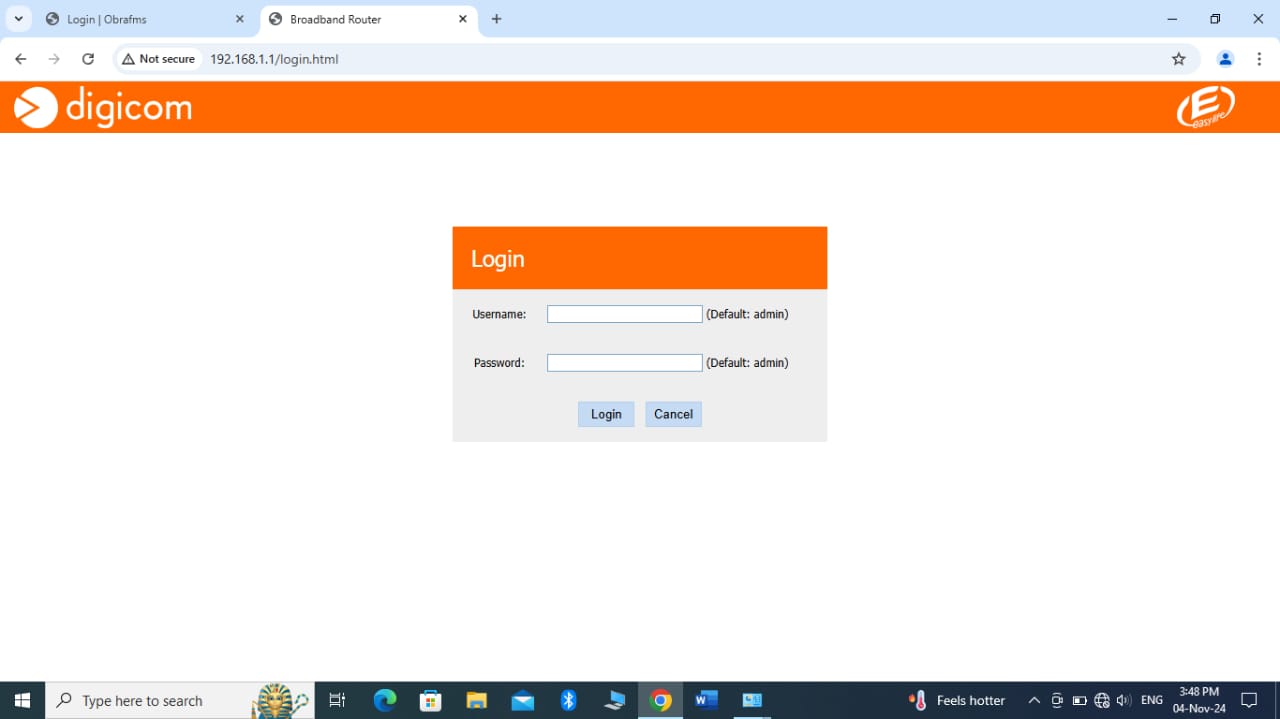 Login | Obrafms
Broadband Router
Not secure
192.168.1.1/login.html
digicom
E
easy life
Login
Username:
(Default: admin)
Password:
(Default: admin)
Login
Cancel
Type here to search
W
Feels hotter
ENG
3:48 PM
04-Nov-24